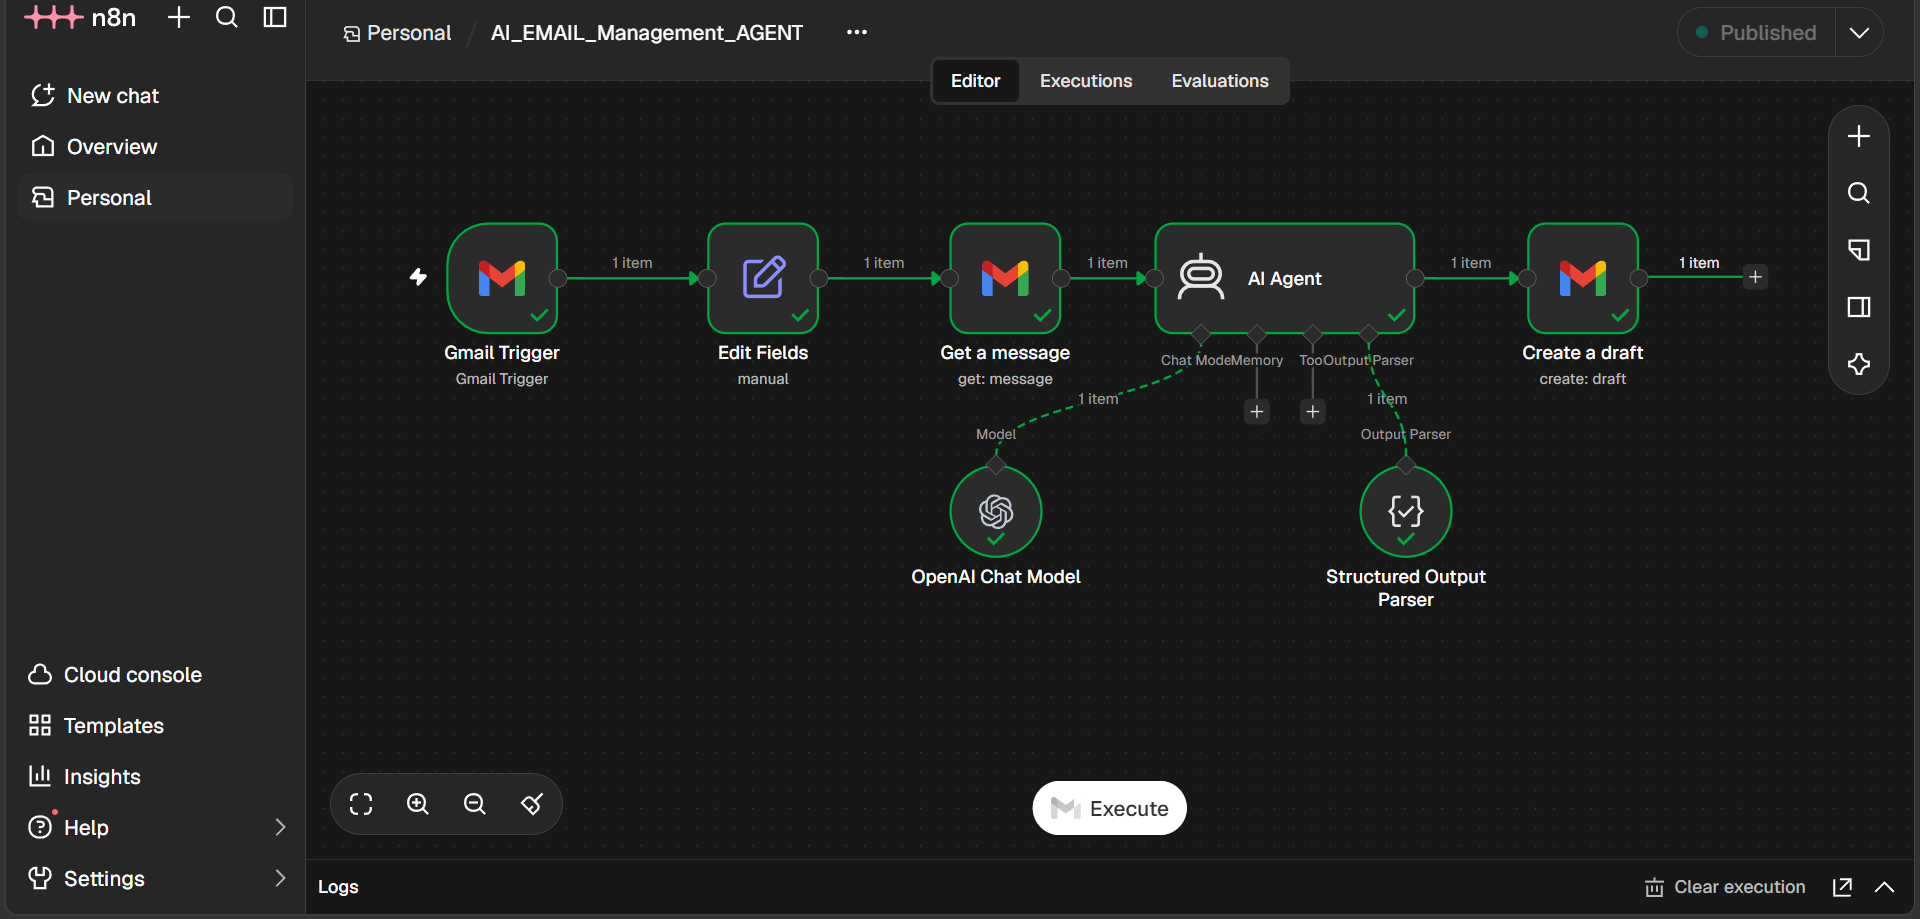 n8n
New chat
Overview
Personal
Cloud console
Templates
Insights
Help
Settings
Personal / AI_EMAIL_Management_AGENT
Published
Editor
Executions
Evaluations
1 item
1 item
1 item
AI Agent
1 item
1 item
Gmail Trigger
Gmail Trigger
Edit Fields
manual
Get a message
get: message
Chat Mode
Memory
Too
Output Parser
Create a draft
create: draft
1 item
1 item
Model
Output Parser
OpenAI Chat Model
Structured Output
Parser
Execute
Logs
Clear execution